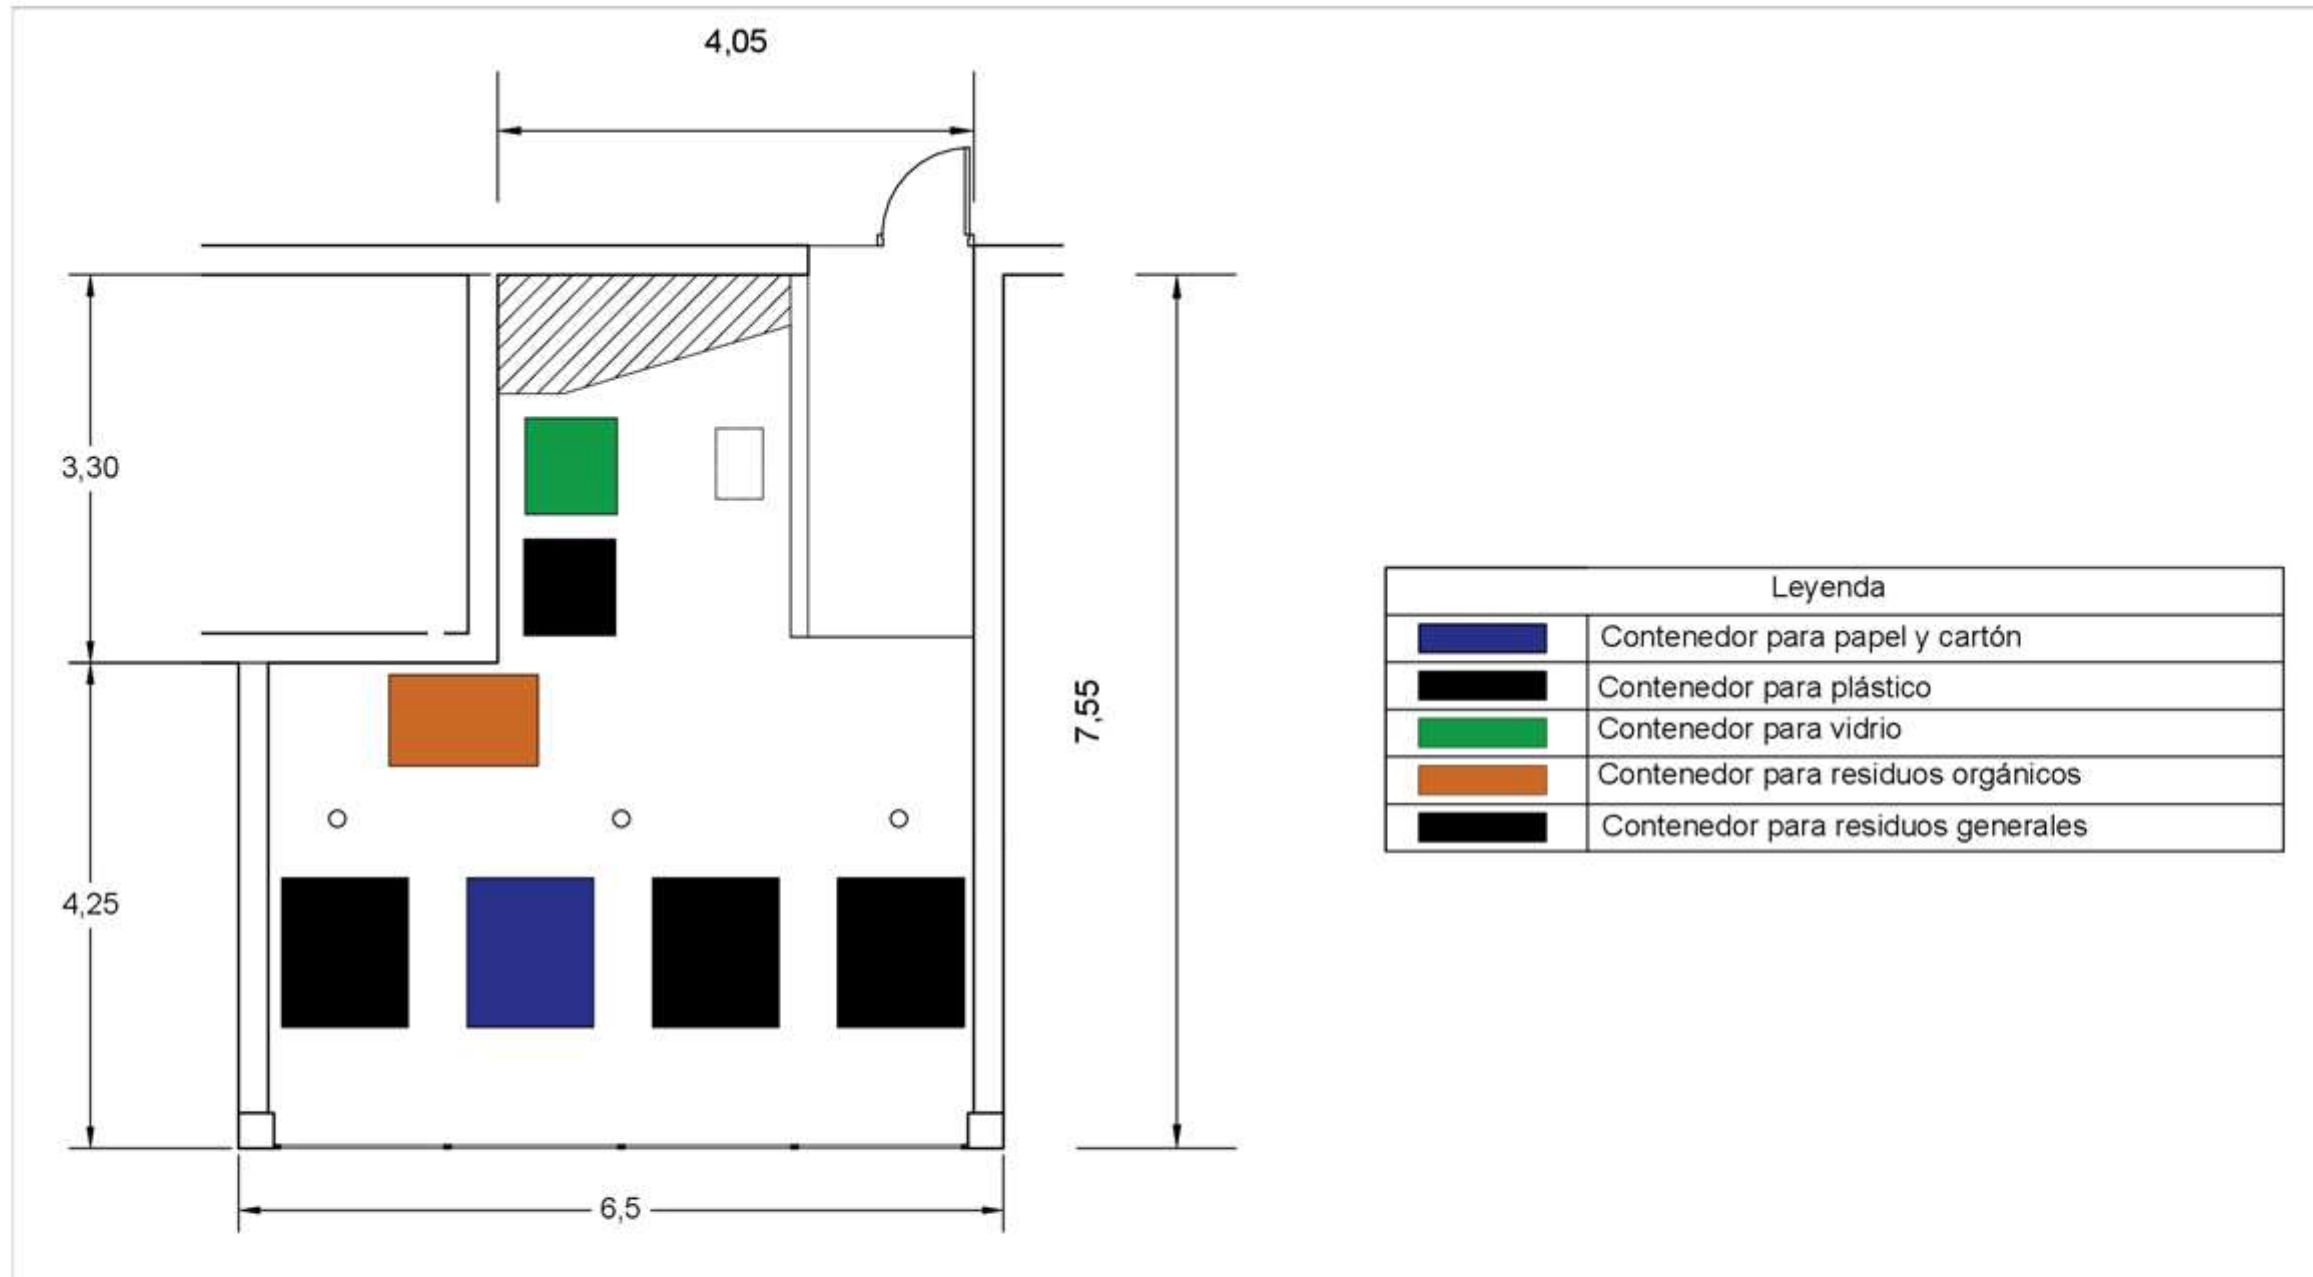 4,05
3,30
7,55
4,25
6,5
Leyenda
Contenedor para papel y cartón
Contenedor para plástico
Contenedor para vidrio
Contenedor para residuos orgánicos
Contenedor para residuos generales